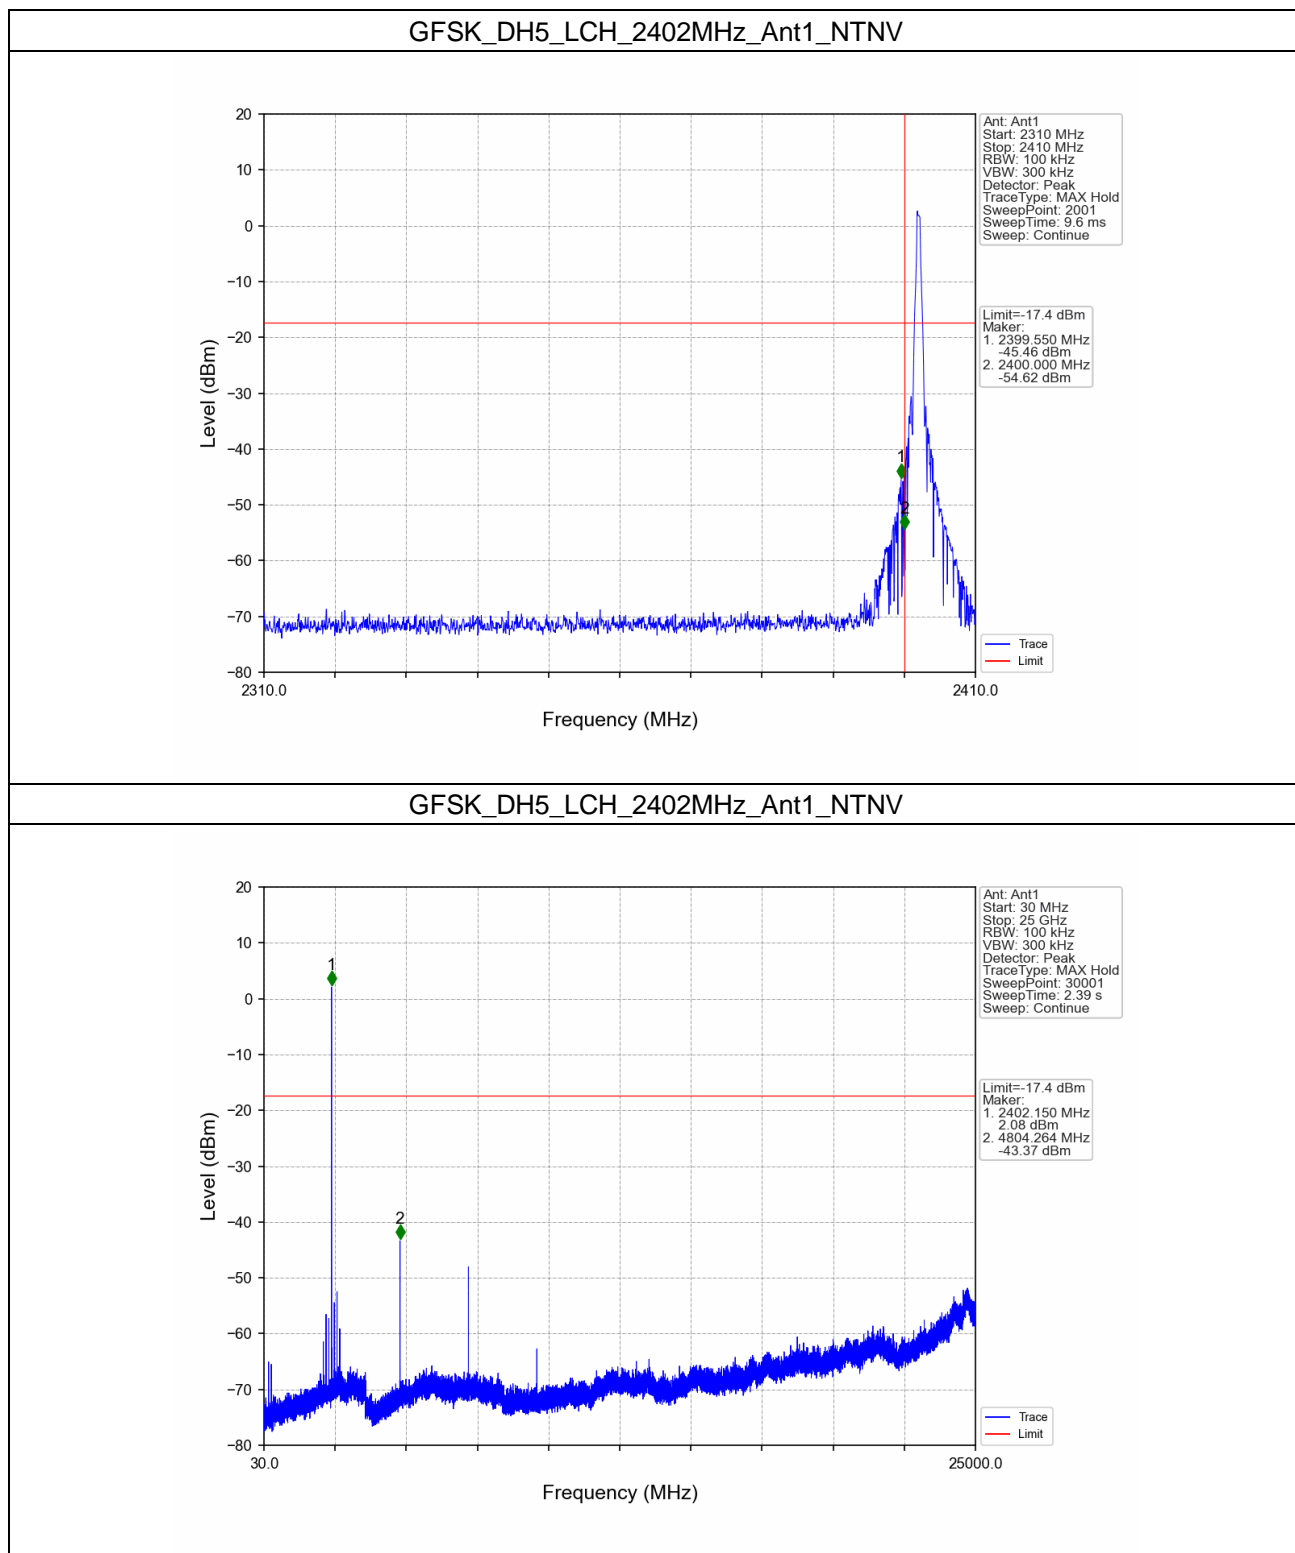 GFSK_DH5_LCH_2402MHz_Ant1_NTNV
20
10
0
−10
−20
−30
−40
−50
−60
−70
−80
Level (dBm)
2310.0
2410.0
Frequency (MHz)
1
2
Ant: Ant1
Start: 2310 MHz
Stop: 2410 MHz
RBW: 100 kHz
VBW: 300 kHz
Detector: Peak
TraceType: MAX Hold
SweepPoint: 2001
SweepTime: 9.6 ms
Sweep: Continue
Limit=-17.4 dBm
Maker:
1. 2399.550 MHz
-45.46 dBm
2. 2400.000 MHz
-54.62 dBm
Trace
Limit
GFSK_DH5_LCH_2402MHz_Ant1_NTNV
20
10
0
−10
−20
−30
−40
−50
−60
−70
−80
Level (dBm)
30.0
25000.0
Frequency (MHz)
1
2
Ant: Ant1
Start: 30 MHz
Stop: 25 GHz
RBW: 100 kHz
VBW: 300 kHz
Detector: Peak
TraceType: MAX Hold
SweepPoint: 30001
SweepTime: 2.39 s
Sweep: Continue
Limit=-17.4 dBm
Maker:
1. 2402.150 MHz
2.08 dBm
2. 4804.264 MHz
-43.37 dBm
Trace
Limit